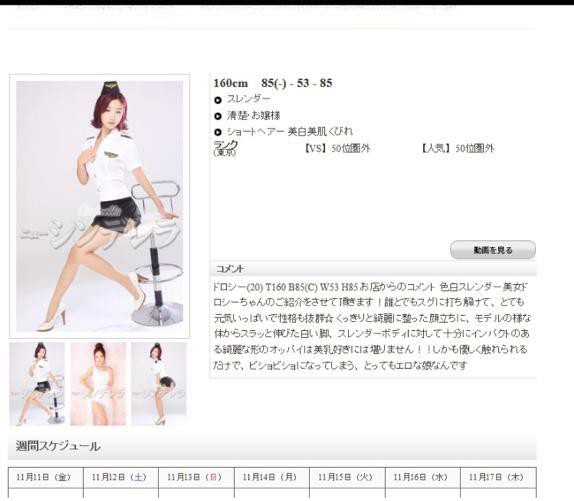 160cm 85(-) - 53 - 85
スレンダー
清楚・お嬢様
ショートヘアー 美白美肌 くびれ
ランク
(東京)
【VS】50位圏外
【人気】50位圏外
シンデレラ
動画を見る
コメント
ドロシー(20) T160 B85(C) W53 H85 お店からのコメント 色白スレンダー美女ド
ロシーちゃんのご紹介をさせて頂きます！誰とでもスグに打ち解けて、とても
元気いっぱいで性格も抜群☆くっきりと綺麗に整った顔立ちに、モデルの様な
体からスラッと伸びた白い脚、スレンダーボディに対して十分にインパクトのあ
る綺麗な形のオッパイは美乳好きには堪りません！！しかも優しく触れられる
だけで、ビショビショになってしまう、とってもエロな娘なんです
週間スケジュール
11月11日（金）
11月12日（土）
11月13日（日）
11月14日（月）
11月15日（火）
11月16日（水）
11月17日（木）